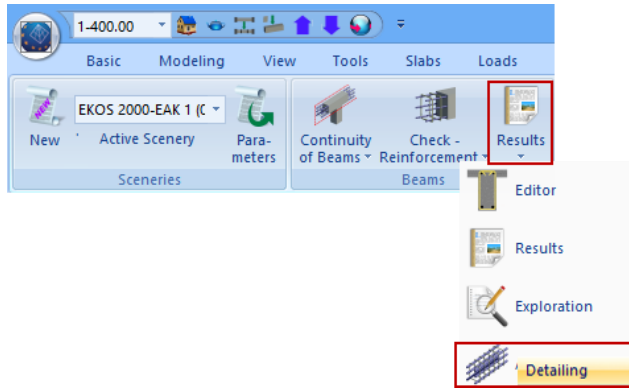 1-400.00
Basic Modeling View Tools Slabs Loads
NEW
EKOS 2000-EAK 1 (C
New Active Scenery Para-
meters
Continuity
of Beams
Check -
Reinforcement
Results
Sceneries Beams
Editor
Results
Exploration
Detailing